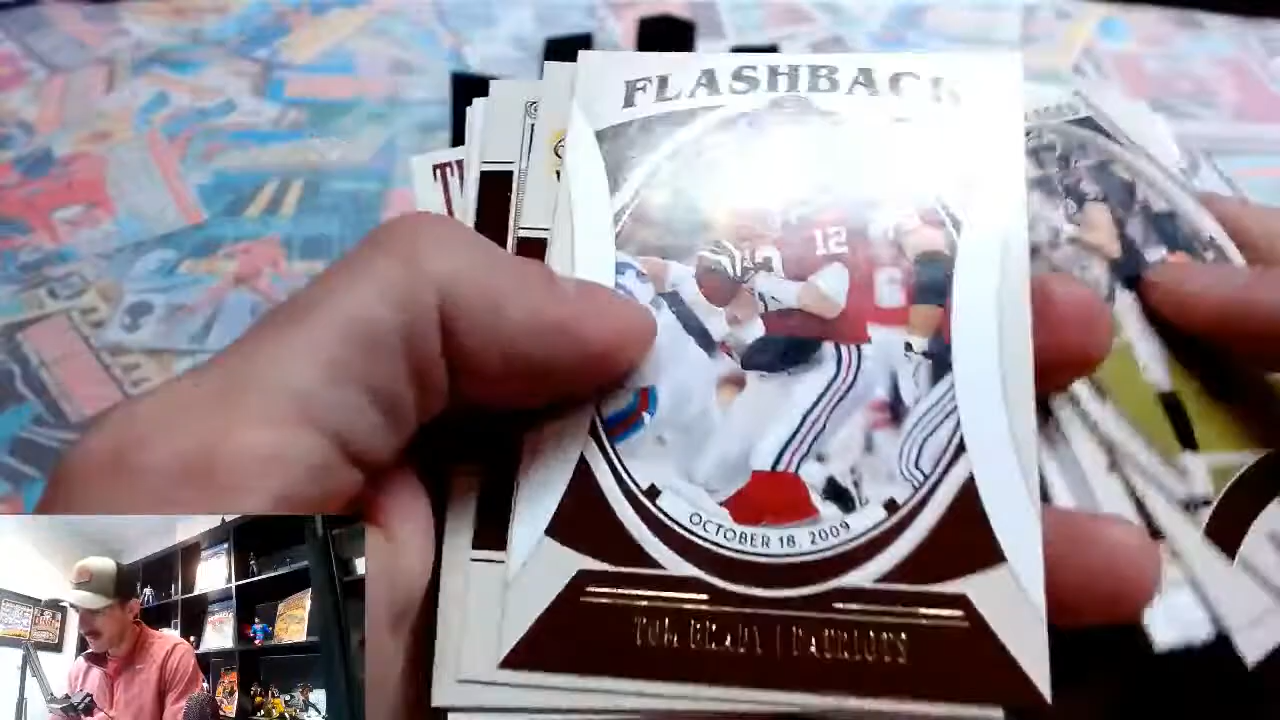 FLASHBACK
T
12
OCTOBER 18, 2009
TOM BRADY | PATRIOTS